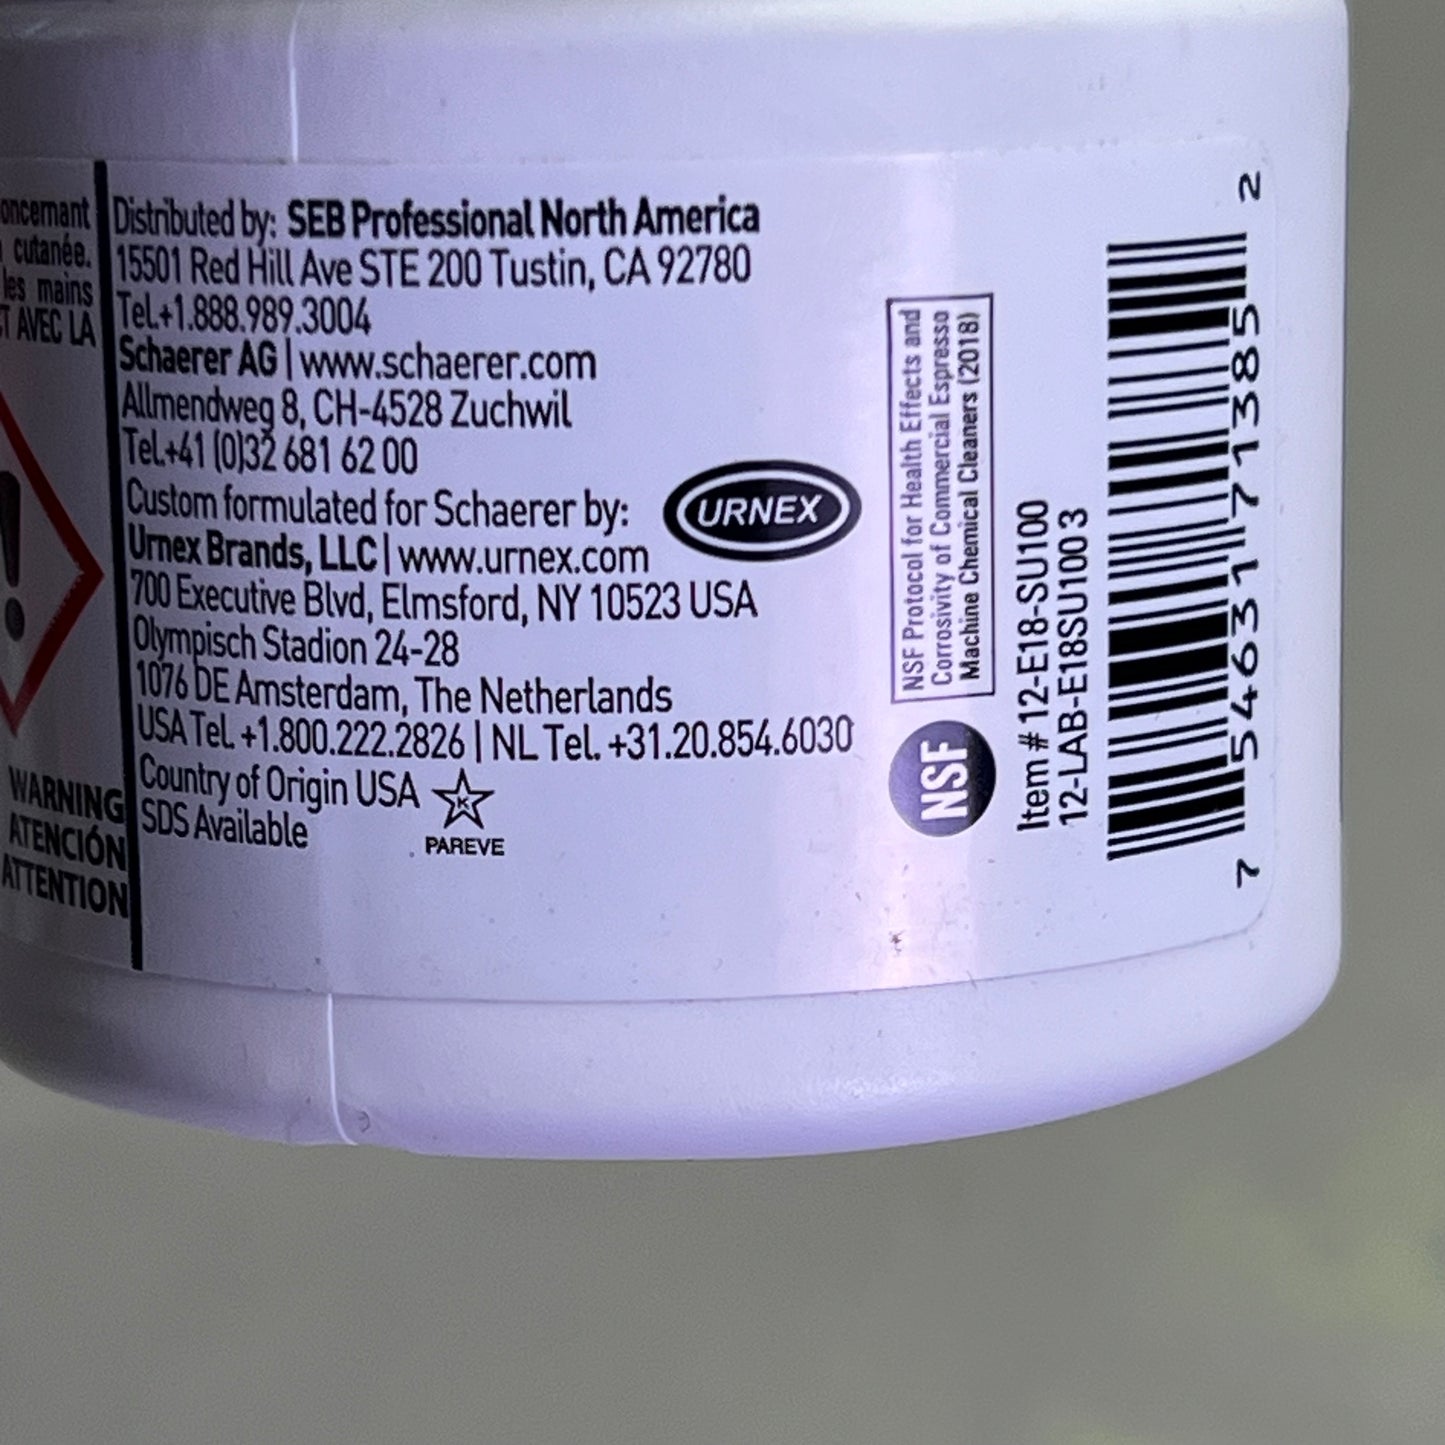 oncernant
cutanée.
les mains
T AVEC LA
WARNING
ATENCIÓN
ATTENTION
Distributed by: SEB Professional North America
15501 Red Hill Ave STE 200 Tustin, CA 92780
Tel.+1.888.989.3004
Schaerer AG | www.schaerer.com
Allmendweg 8, CH-4528 Zuchwil
Tel.+41 (0)32 681 62 00
Custom formulated for Schaerer by:
Urnex Brands, LLC | www.urnex.com
700 Executive Blvd, Elmsford, NY 10523 USA
Olympisch Stadion 24-28
1076 DE Amsterdam, The Netherlands
USA Tel. +1.800.222.2826 | NL Tel. +31.20.854.6030
Country of Origin USA
SDS Available
K
PAREVE
URNEX
NSF Protocol for Health Effects and
Corrosivity of Commercial Espresso
Machine Chemical Cleaners (2018)
NSF
Item # 12-E18-SU100
12-LAB-E18SU100 3
7 54631 71385 2